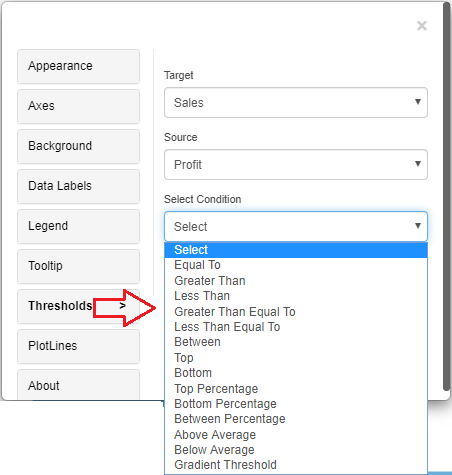 ×
Appearance
Axes
Background
Data Labels
Legend
Tooltip
Thresholds >
PlotLines
About
Target
Sales
Source
Profit
Select Condition
Select
Select
Equal To
Greater Than
Less Than
Greater Than Equal To
Less Than Equal To
Between
Top
Bottom
Top Percentage
Bottom Percentage
Between Percentage
Above Average
Below Average
Gradient Threshold